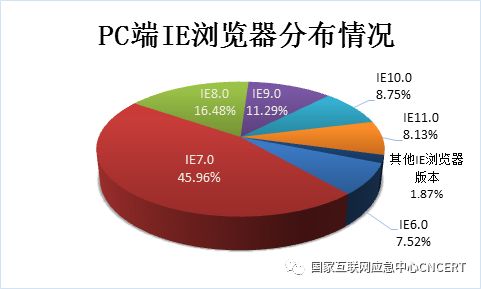 PC端IE浏览器分布情况
IE8.0
16.48%
IE9.0
11.29%
IE10.0
8.75%
IE11.0
8.13%
其他IE浏览器
版本
1.87%
IE7.0
45.96%
IE6.0
7.52%
国家互联网应急中心CNCERT